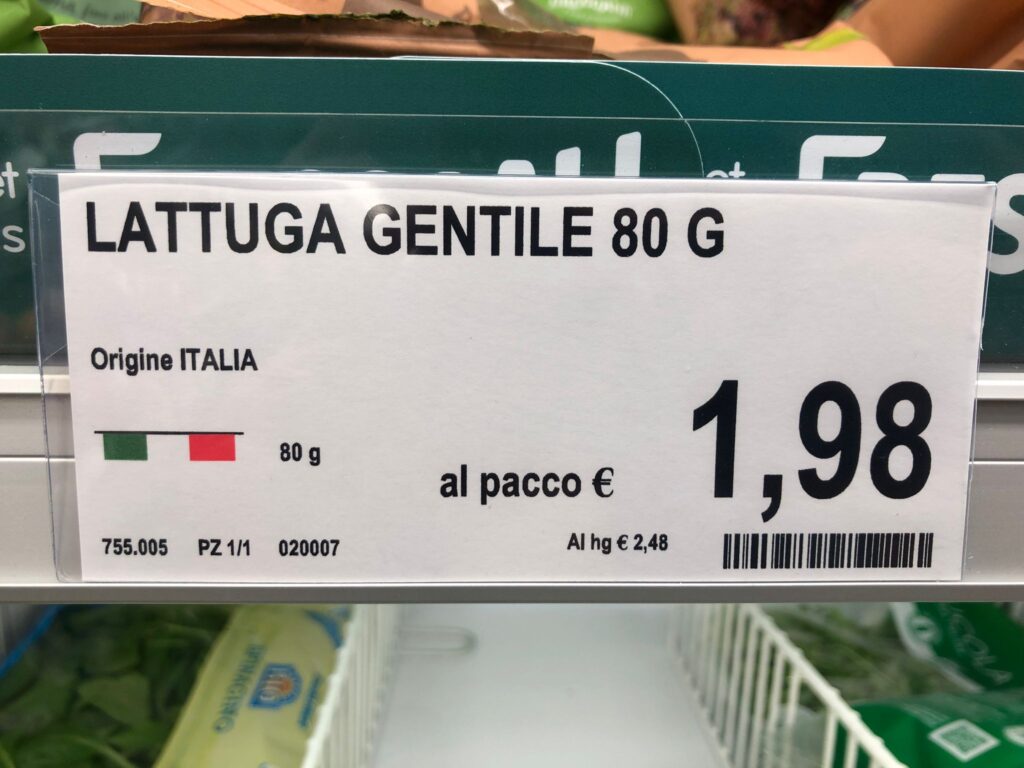 LATTUGA GENTILE 80 G
Origine ITALIA
80 g
al pacco €
1,98
755.005 PZ 1/1 020007
Al hg € 2,48
SPINACINO